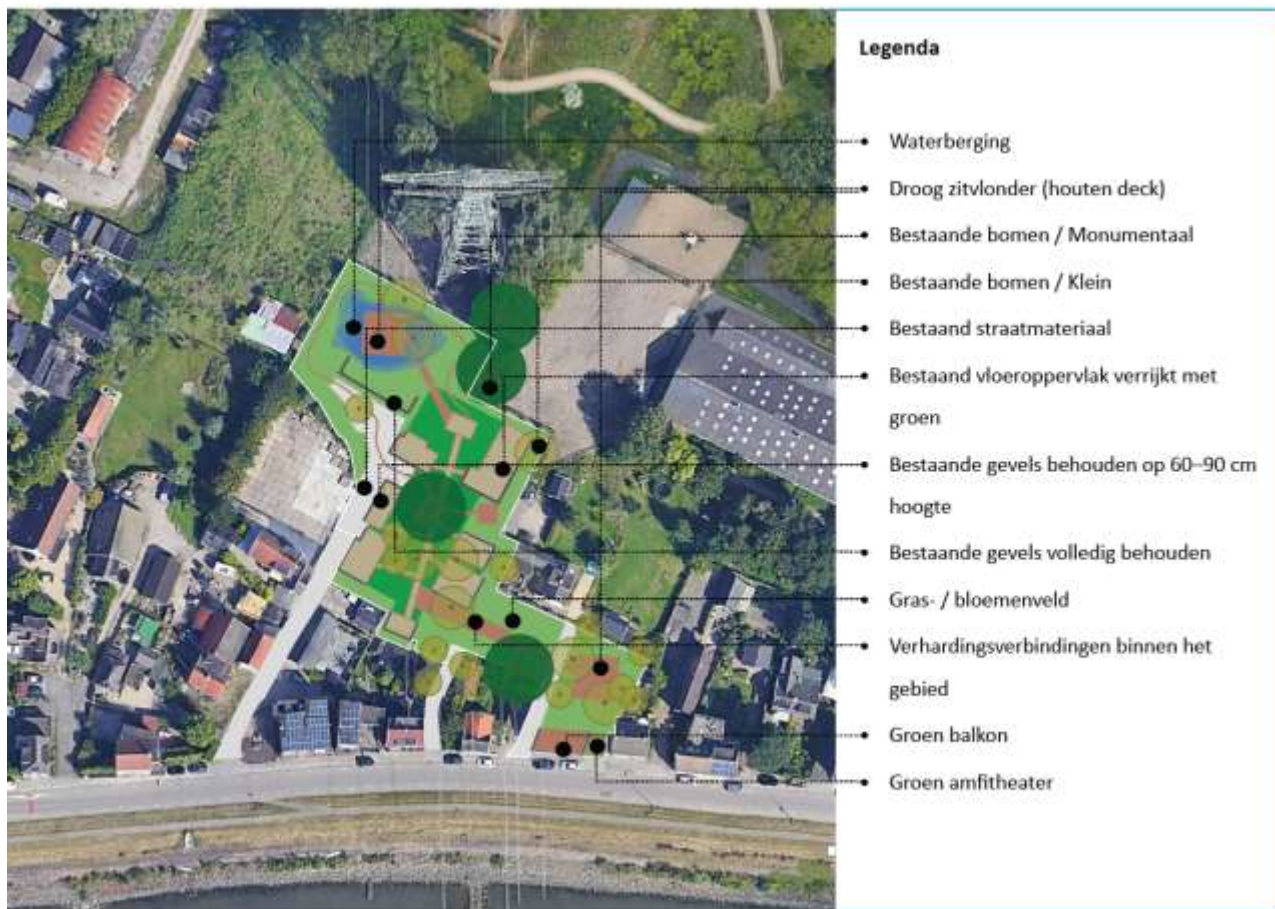 Legenda
Waterberging
Droog zitvlonder (houten deck)
Bestaande bomen / Monumentaal
Bestaande bomen / Klein
Bestaand straatmateriaal
Bestaand vloeroppervlak verrijkt met
groen
Bestaande gevels behouden op 60–90 cm
hoogte
Bestaande gevels volledig behouden
Gras- / bloemenveld
Verhardingsverbindingen binnen het
gebied
Groen balkon
Groen amfitheater